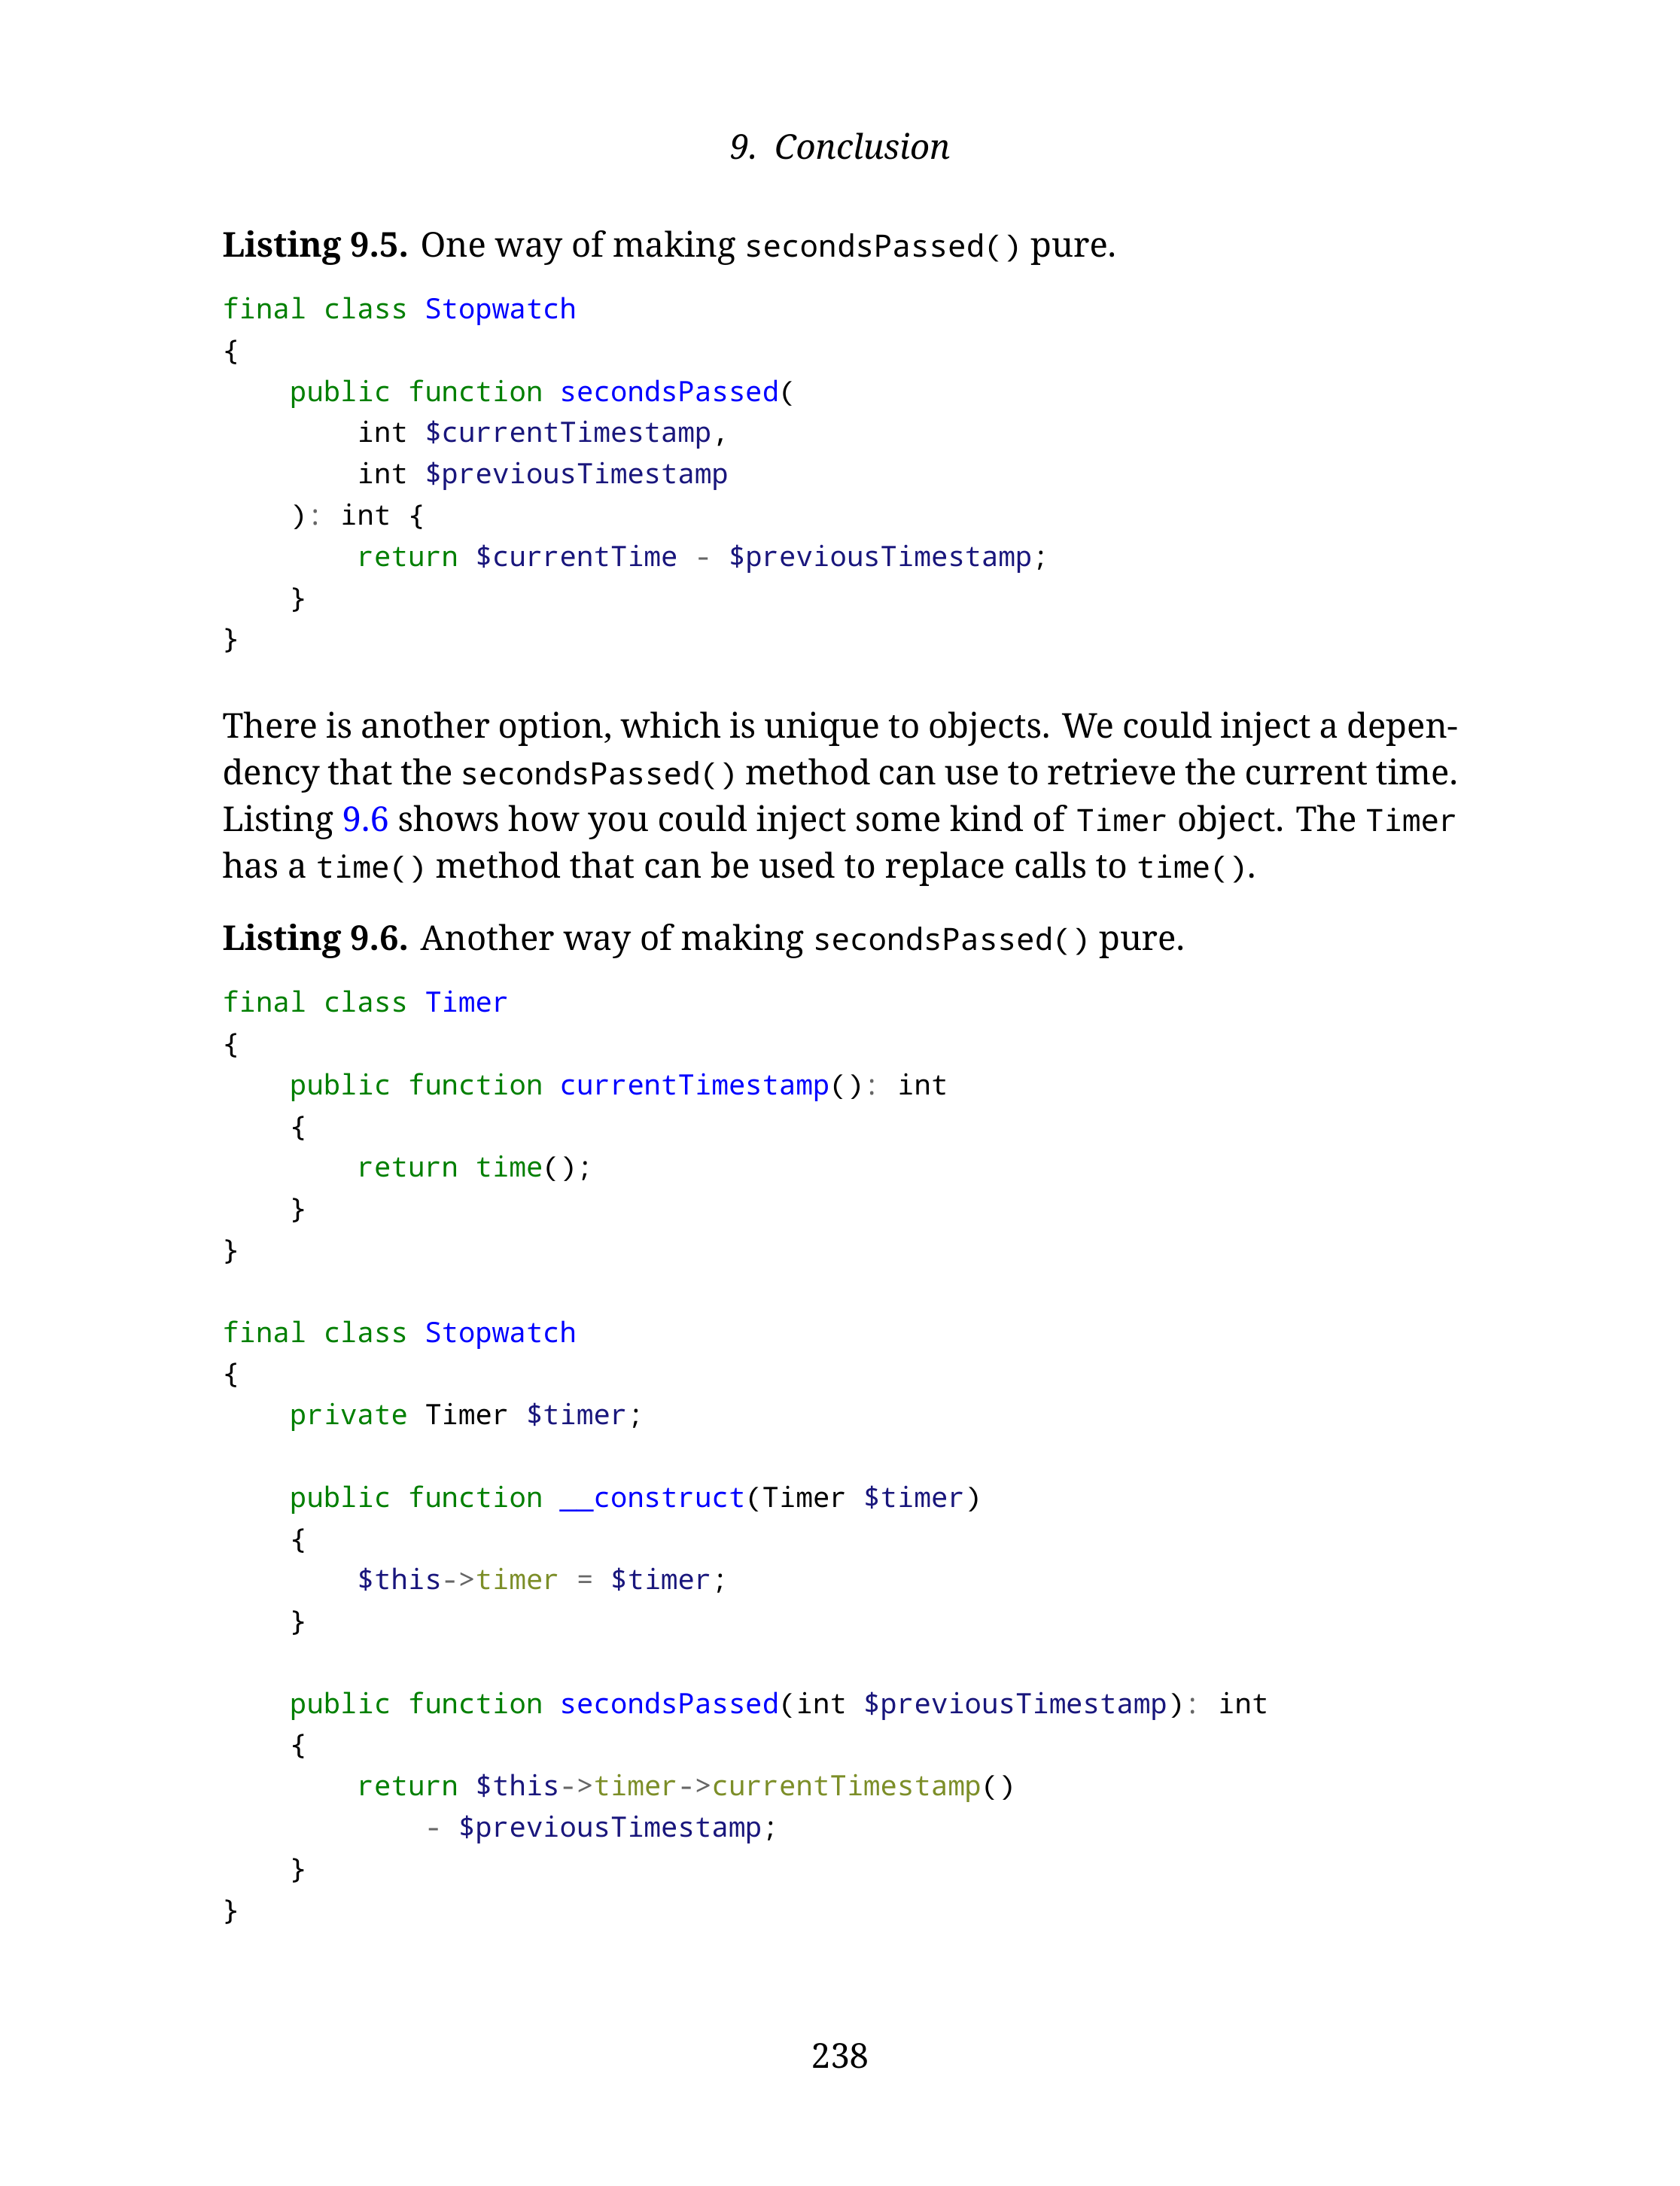 9. Conclusion
Listing 9.5. One way of making secondsPassed() pure.
final class Stopwatch
{
    public function secondsPassed(
        int $currentTimestamp,
        int $previousTimestamp
    ): int {
        return $currentTime - $previousTimestamp;
    }
}
There is another option, which is unique to objects. We could inject a depen-
dency that the secondsPassed() method can use to retrieve the current time.
Listing 9.6 shows how you could inject some kind of Timer object. The Timer
has a time() method that can be used to replace calls to time().
Listing 9.6. Another way of making secondsPassed() pure.
final class Timer
{
    public function currentTimestamp(): int
    {
        return time();
    }
}
final class Stopwatch
{
    private Timer $timer;
    public function __construct(Timer $timer)
    {
        $this->timer = $timer;
    }
    public function secondsPassed(int $previousTimestamp): int
    {
        return $this->timer->currentTimestamp()
            - $previousTimestamp;
    }
}
238